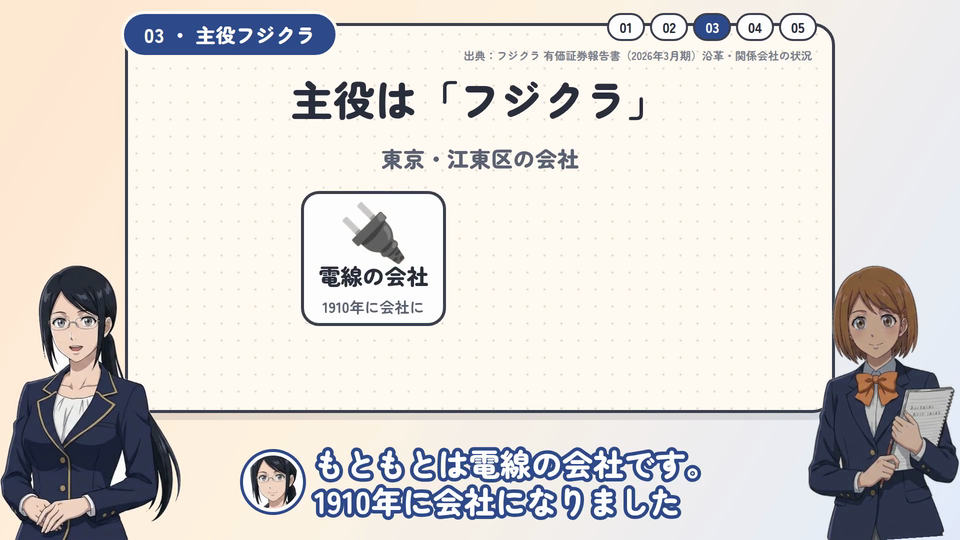 03 ・ 主役フジクラ
01 02 03 04 05
出典：フジクラ 有価証券報告書（2026年3月期）沿革・関係会社の状況
主役は「フジクラ」
東京・江東区の会社
電線の会社
1910年に会社に
もともとは電線の会社です。
1910年に会社になりました